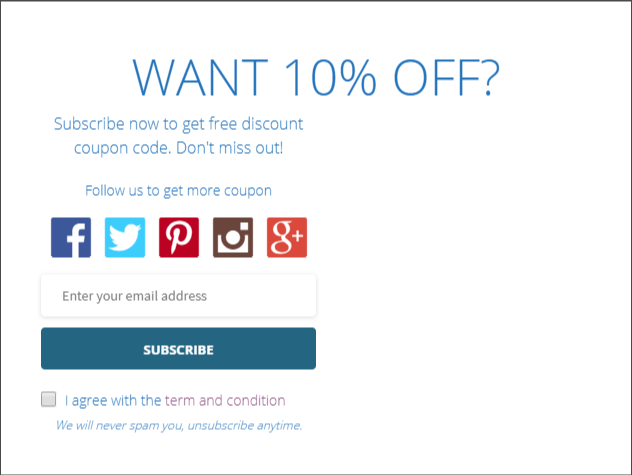 WANT 10% OFF?
Subscribe now to get free discount
coupon code. Don't miss out!
Follow us to get more coupon
f g+
Enter your email address
SUBSCRIBE
I agree with the term and condition
We will never spam you, unsubscribe anytime.